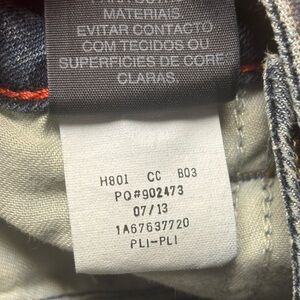 MATERIAIS
EVITAR CONTACTO
COM TECIDOS OU
SUPERFICIES DE CORE
CLARAS.
H801 CC B03
PO#902473
07/13
1A67637720
PLI-PLI